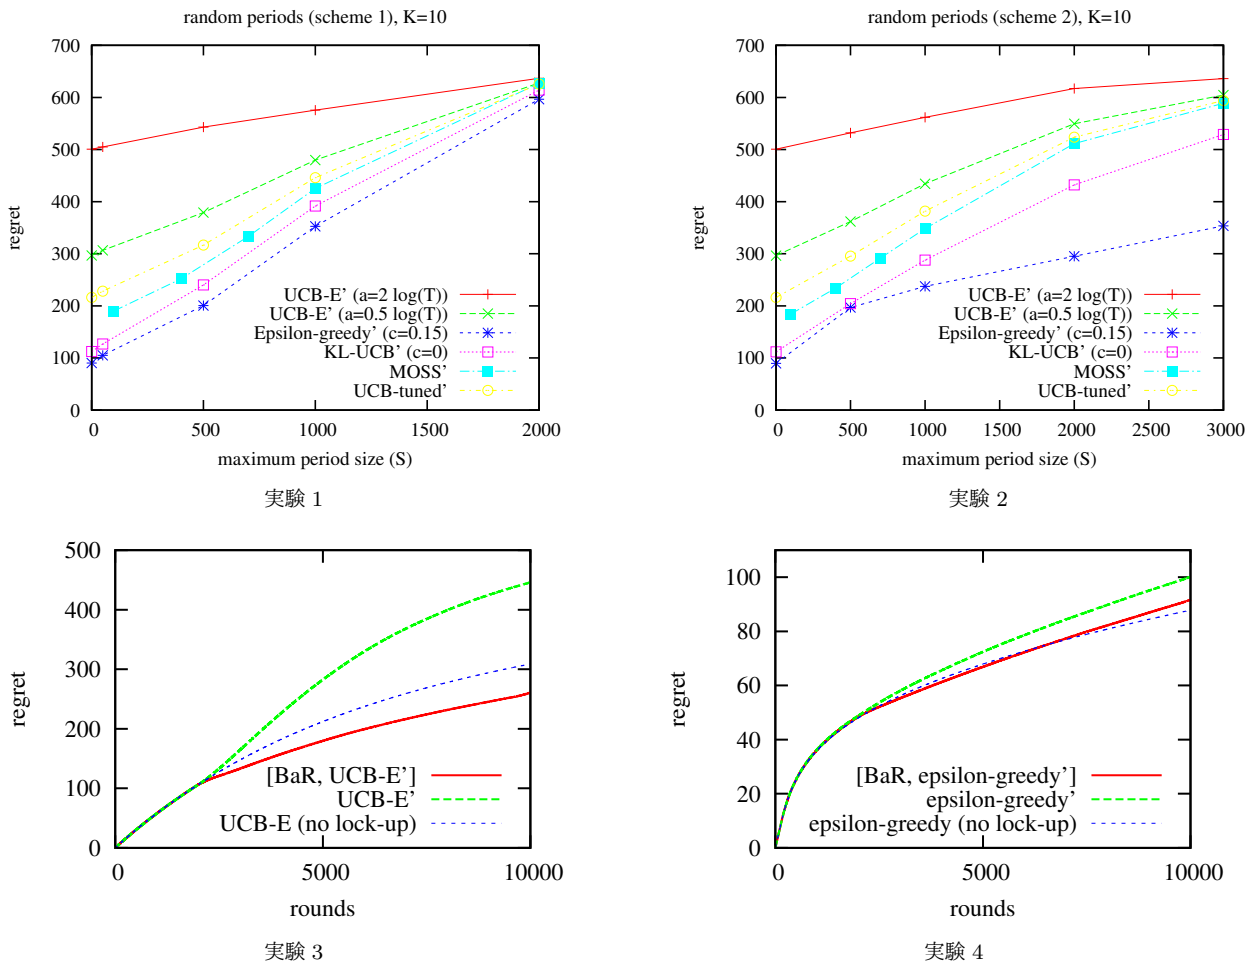 random periods (scheme 1), K=10
700
600
500
400
300
200
100
0
regret
UCB-E' (a=2 log(T))
UCB-E' (a=0.5 log(T))
Epsilon-greedy' (c=0.15)
KL-UCB' (c=0)
MOSS'
UCB-tuned'
0 500 1000 1500 2000
maximum period size (S)
実験 1
random periods (scheme 2), K=10
700
600
500
400
300
200
100
0
regret
UCB-E' (a=2 log(T))
UCB-E' (a=0.5 log(T))
Epsilon-greedy' (c=0.15)
KL-UCB' (c=0)
MOSS'
UCB-tuned'
0 500 1000 1500 2000 2500 3000
maximum period size (S)
実験 2
500
400
300
200
100
0
regret
[BaR, UCB-E']
UCB-E'
UCB-E (no lock-up)
0 5000 10000
rounds
実験 3
100
80
60
40
20
0
regret
[BaR, epsilon-greedy']
epsilon-greedy'
epsilon-greedy (no lock-up)
0 5000 10000
rounds
実験 4